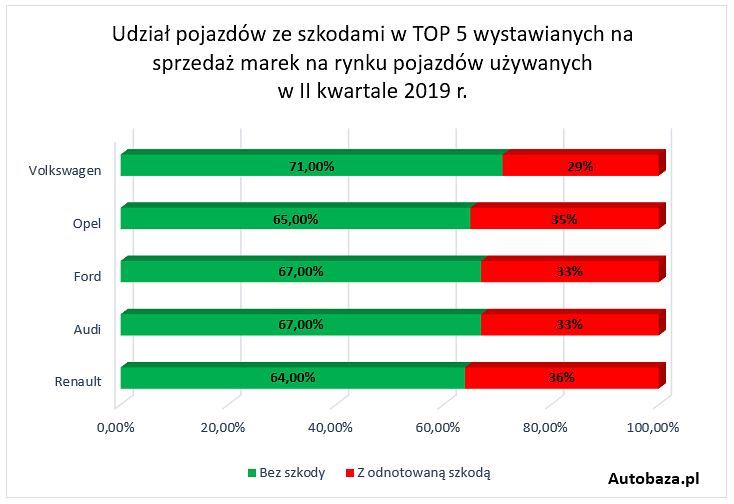 Udział pojazdów ze szkodami w TOP 5 wystawianych na
sprzedaż marek na rynku pojazdów używanych
w II kwartale 2019 r.
Volkswagen 71,00% 29%
Opel 65,00% 35%
Ford 67,00% 33%
Audi 67,00% 33%
Renault 64,00% 36%
0,00% 20,00% 40,00% 60,00% 80,00% 100,00%
Bez szkody Z odnotowaną szkodą
Autobaza.pl